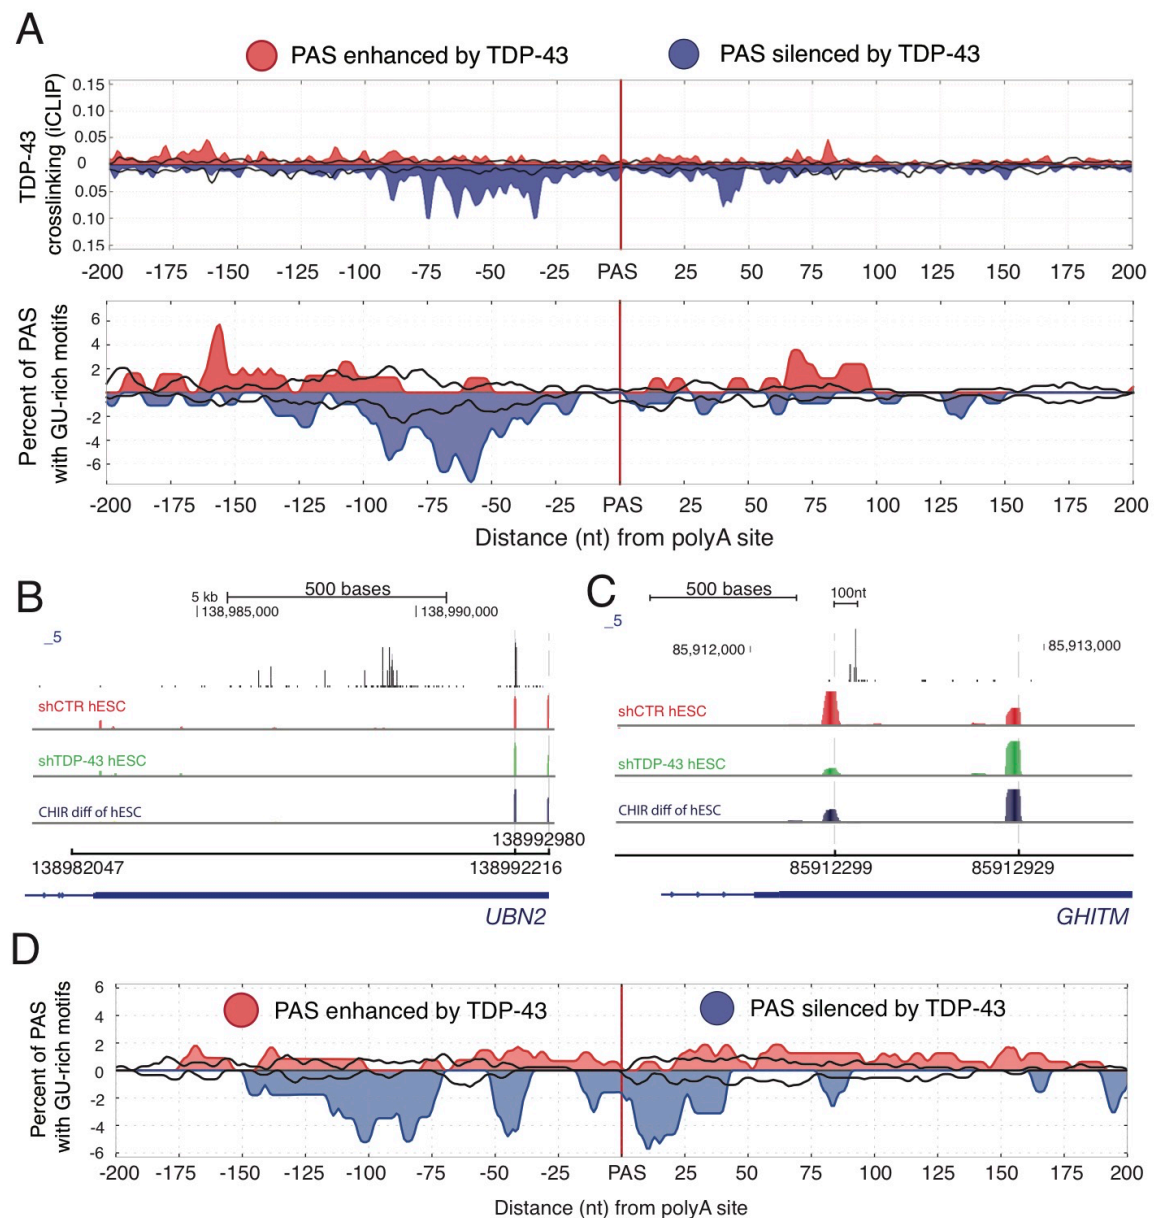 A
PAS enhanced by TDP-43
PAS silenced by TDP-43
TDP-43
crosslinking (iCLIP)
0.15
0.10
0.05
0
0.05
0.10
0.15
-200 -175 -150 -125 -100 -75 -50 -25 PAS 25 50 75 100 125 150 175 200
Percent of PAS
with GU-rich motifs
6
4
2
0
-2
-4
-6
-200 -175 -150 -125 -100 -75 -50 -25 PAS 25 50 75 100 125 150 175 200
Distance (nt) from polyA site
B
5 kb 500 bases
138,985,000 138,990,000
_5
shCTR hESC
shTDP-43 hESC
CHIR diff of hESC
138992980
138982047 138992216
UBN2
C
500 bases 100nt
_5
85,912,000 85,913,000
shCTR hESC
shTDP-43 hESC
CHIR diff of hESC
85912299 85912929
GHITM
D
PAS enhanced by TDP-43
PAS silenced by TDP-43
Percent of PAS
with GU-rich motifs
6
4
2
0
-2
-4
-6
-200 -175 -150 -125 -100 -75 -50 -25 PAS 25 50 75 100 125 150 175 200
Distance (nt) from polyA site